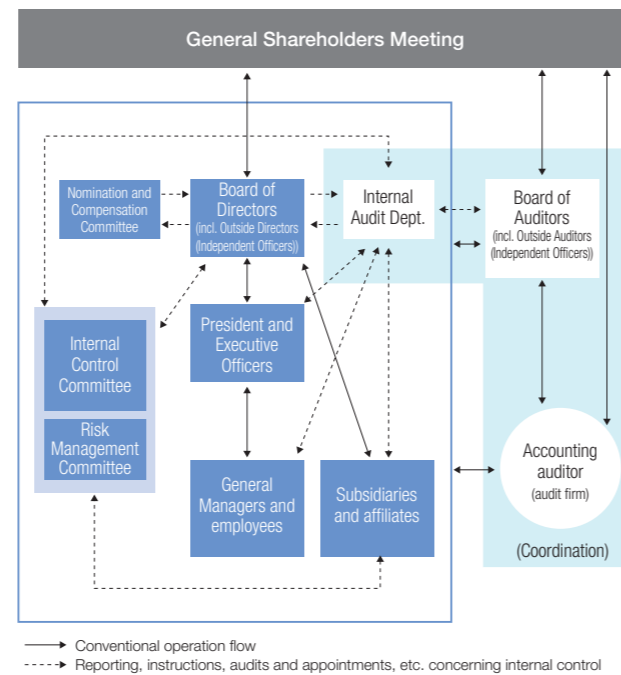 General Shareholders Meeting
Nomination and
Compensation
Committee
Board of
Directors
(incl. Outside Directors
(Independent Officers))
Internal
Audit Dept.
Board of
Auditors
(incl. Outside Auditors
(Independent Officers))
Internal
Control
Committee
Risk
Management
Committee
President and
Executive
Officers
General
Managers and
employees
Subsidiaries
and affiliates
Accounting
auditor
(audit firm)
(Coordination)
Conventional operation flow
Reporting, instructions, audits and appointments, etc. concerning internal control